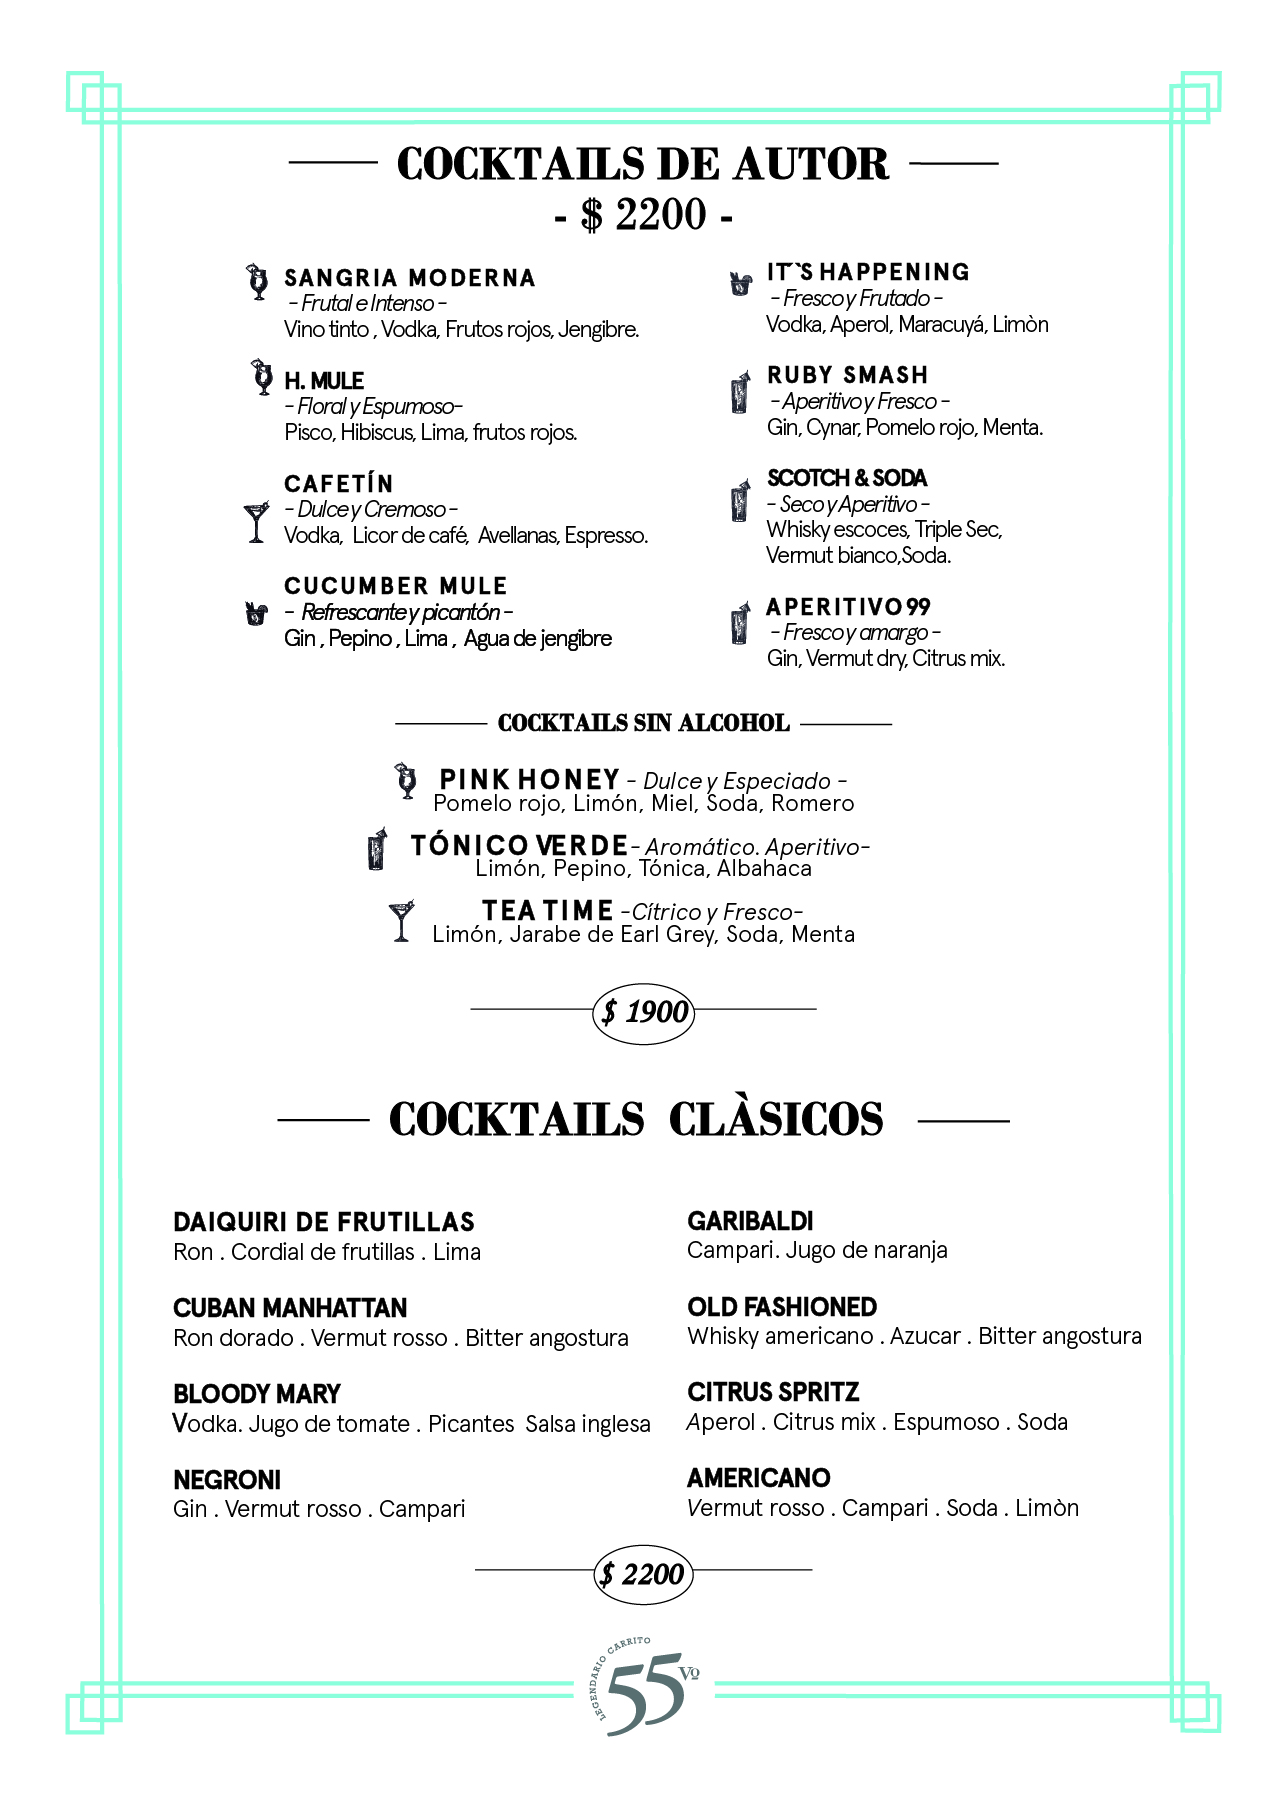 COCKTAILS DE AUTOR
- $ 2200 -
SANGRIA MODERNA
- Frutal e Intenso -
Vino tinto , Vodka, Frutos rojos, Jengibre.
H. MULE
- Floral y Espumoso-
Pisco, Hibiscus, Lima, frutos rojos.
CAFETÍN
- Dulce y Cremoso -
Vodka, Licor de café, Avellanas, Espresso.
CUCUMBER MULE
- Refrescante y picantón -
Gin , Pepino , Lima , Agua de jengibre
IT`S HAPPENING
- Fresco y Frutado -
Vodka, Aperol, Maracuyá, Limòn
RUBY SMASH
- Aperitivo y Fresco -
Gin, Cynar, Pomelo rojo, Menta.
SCOTCH & SODA
- Seco y Aperitivo -
Whisky escoces, Triple Sec,
Vermut bianco,Soda.
APERITIVO 99
- Fresco y amargo -
Gin, Vermut dry, Citrus mix.
COCKTAILS SIN ALCOHOL
PINK HONEY - Dulce y Especiado -
Pomelo rojo, Limón, Miel, Soda, Romero
TÓNICO VERDE- Aromático. Aperitivo-
Limón, Pepino, Tónica, Albahaca
TEA TIME -Cítrico y Fresco-
Limón, Jarabe de Earl Grey, Soda, Menta
$ 1900
COCKTAILS CLÀSICOS
DAIQUIRI DE FRUTILLAS
Ron . Cordial de frutillas . Lima
CUBAN MANHATTAN
Ron dorado . Vermut rosso . Bitter angostura
BLOODY MARY
Vodka. Jugo de tomate . Picantes Salsa inglesa
NEGRONI
Gin . Vermut rosso . Campari
GARIBALDI
Campari. Jugo de naranja
OLD FASHIONED
Whisky americano . Azucar . Bitter angostura
CITRUS SPRITZ
Aperol . Citrus mix . Espumoso . Soda
AMERICANO
Vermut rosso . Campari . Soda . Limòn
$ 2200
LEGENDARIO CARRITO
55 Vº